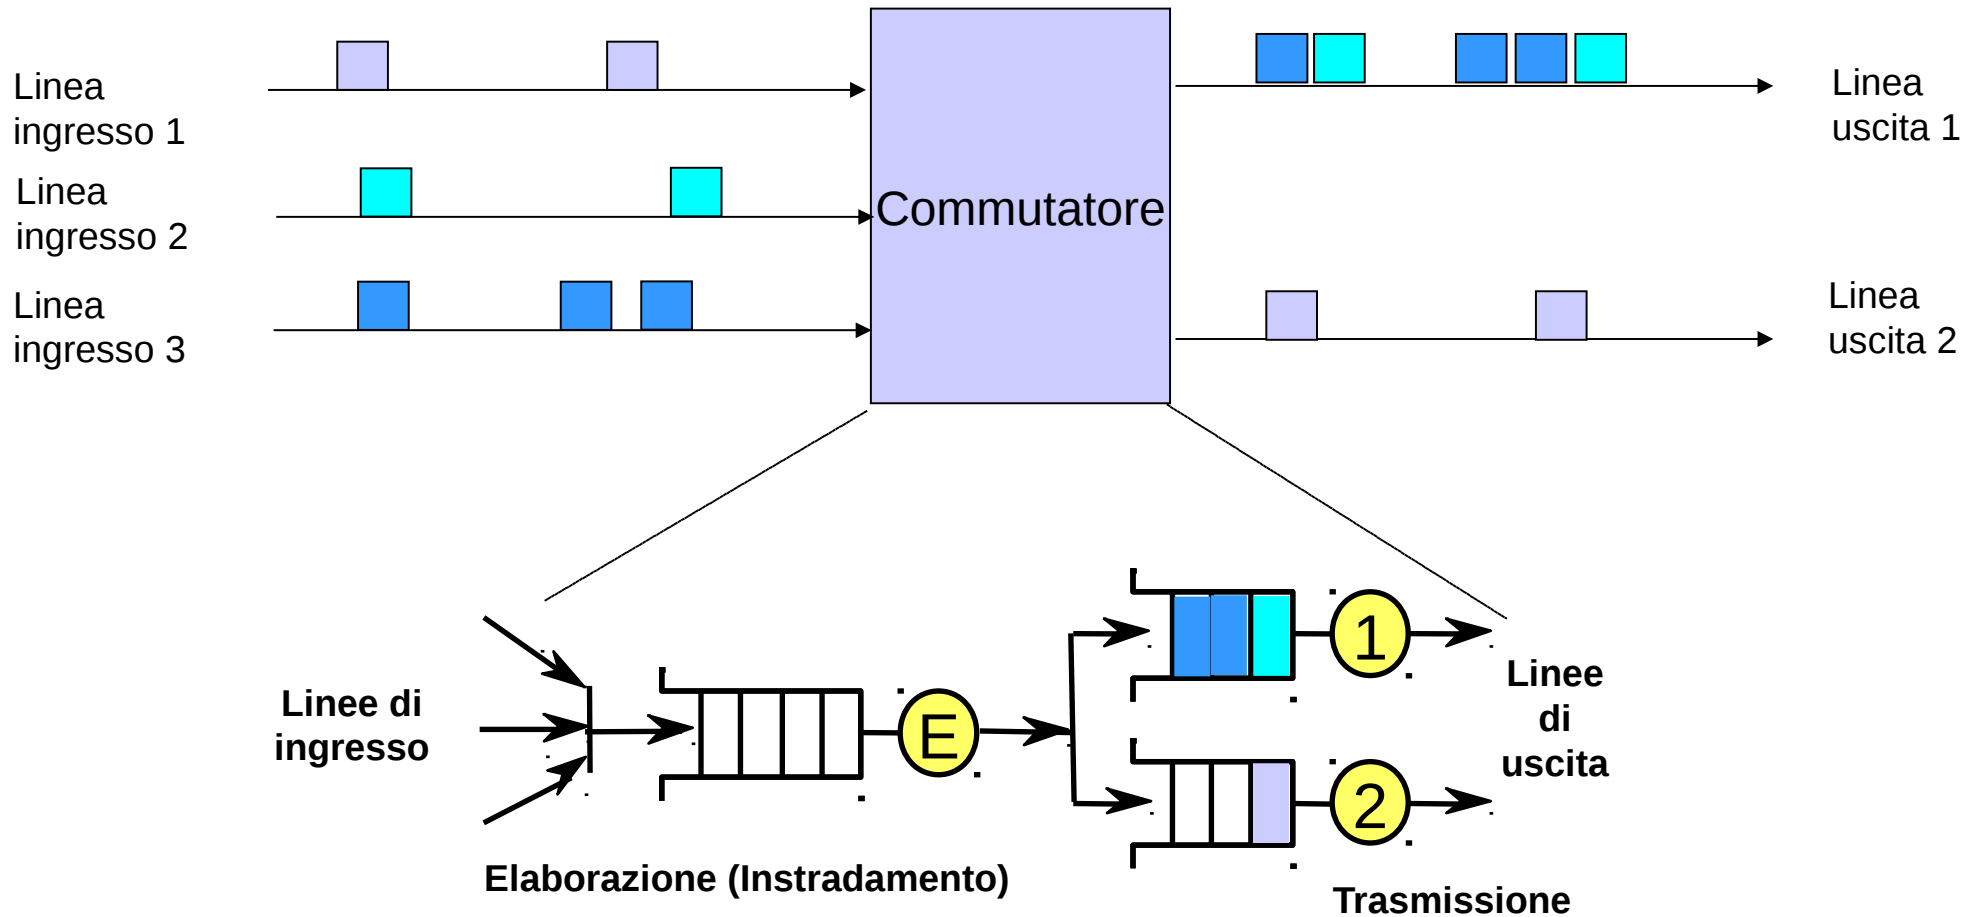 Linea
ingresso 1
Linea
ingresso 2
Linea
ingresso 3
Commutatore
Linea
uscita 1
Linea
uscita 2
Linee di
ingresso
E
1
2
Linee
di
uscita
Elaborazione (Instradamento)
Trasmissione